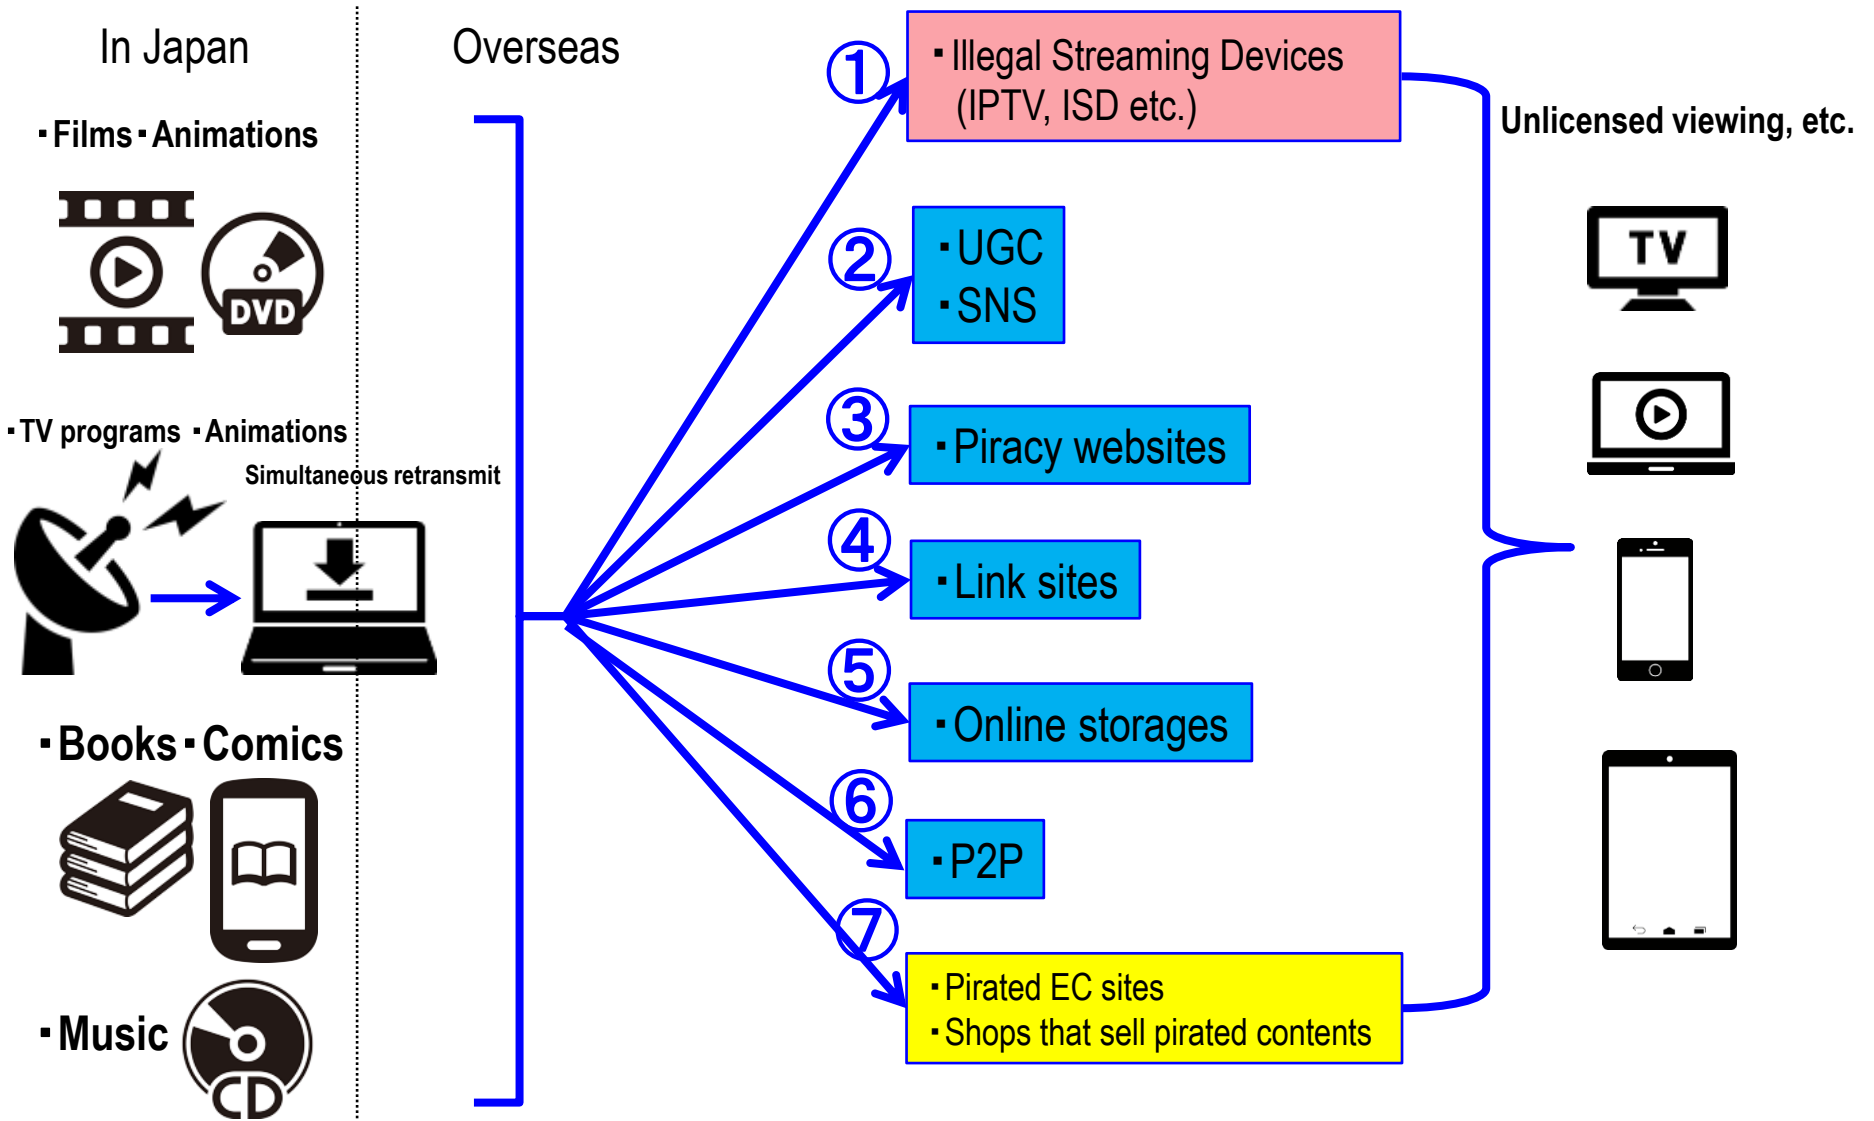 In Japan
Overseas
▪Films▪Animations
DVD
▪TV programs ▪Animations
Simultaneous retransmit
▪Books▪Comics
▪Music
CD
①
▪Illegal Streaming Devices
(IPTV, ISD etc.)
②
▪UGC
▪SNS
③
▪Piracy websites
④
▪Link sites
⑤
▪Online storages
⑥
▪P2P
⑦
▪Pirated EC sites
▪Shops that sell pirated contents
Unlicensed viewing, etc.
TV